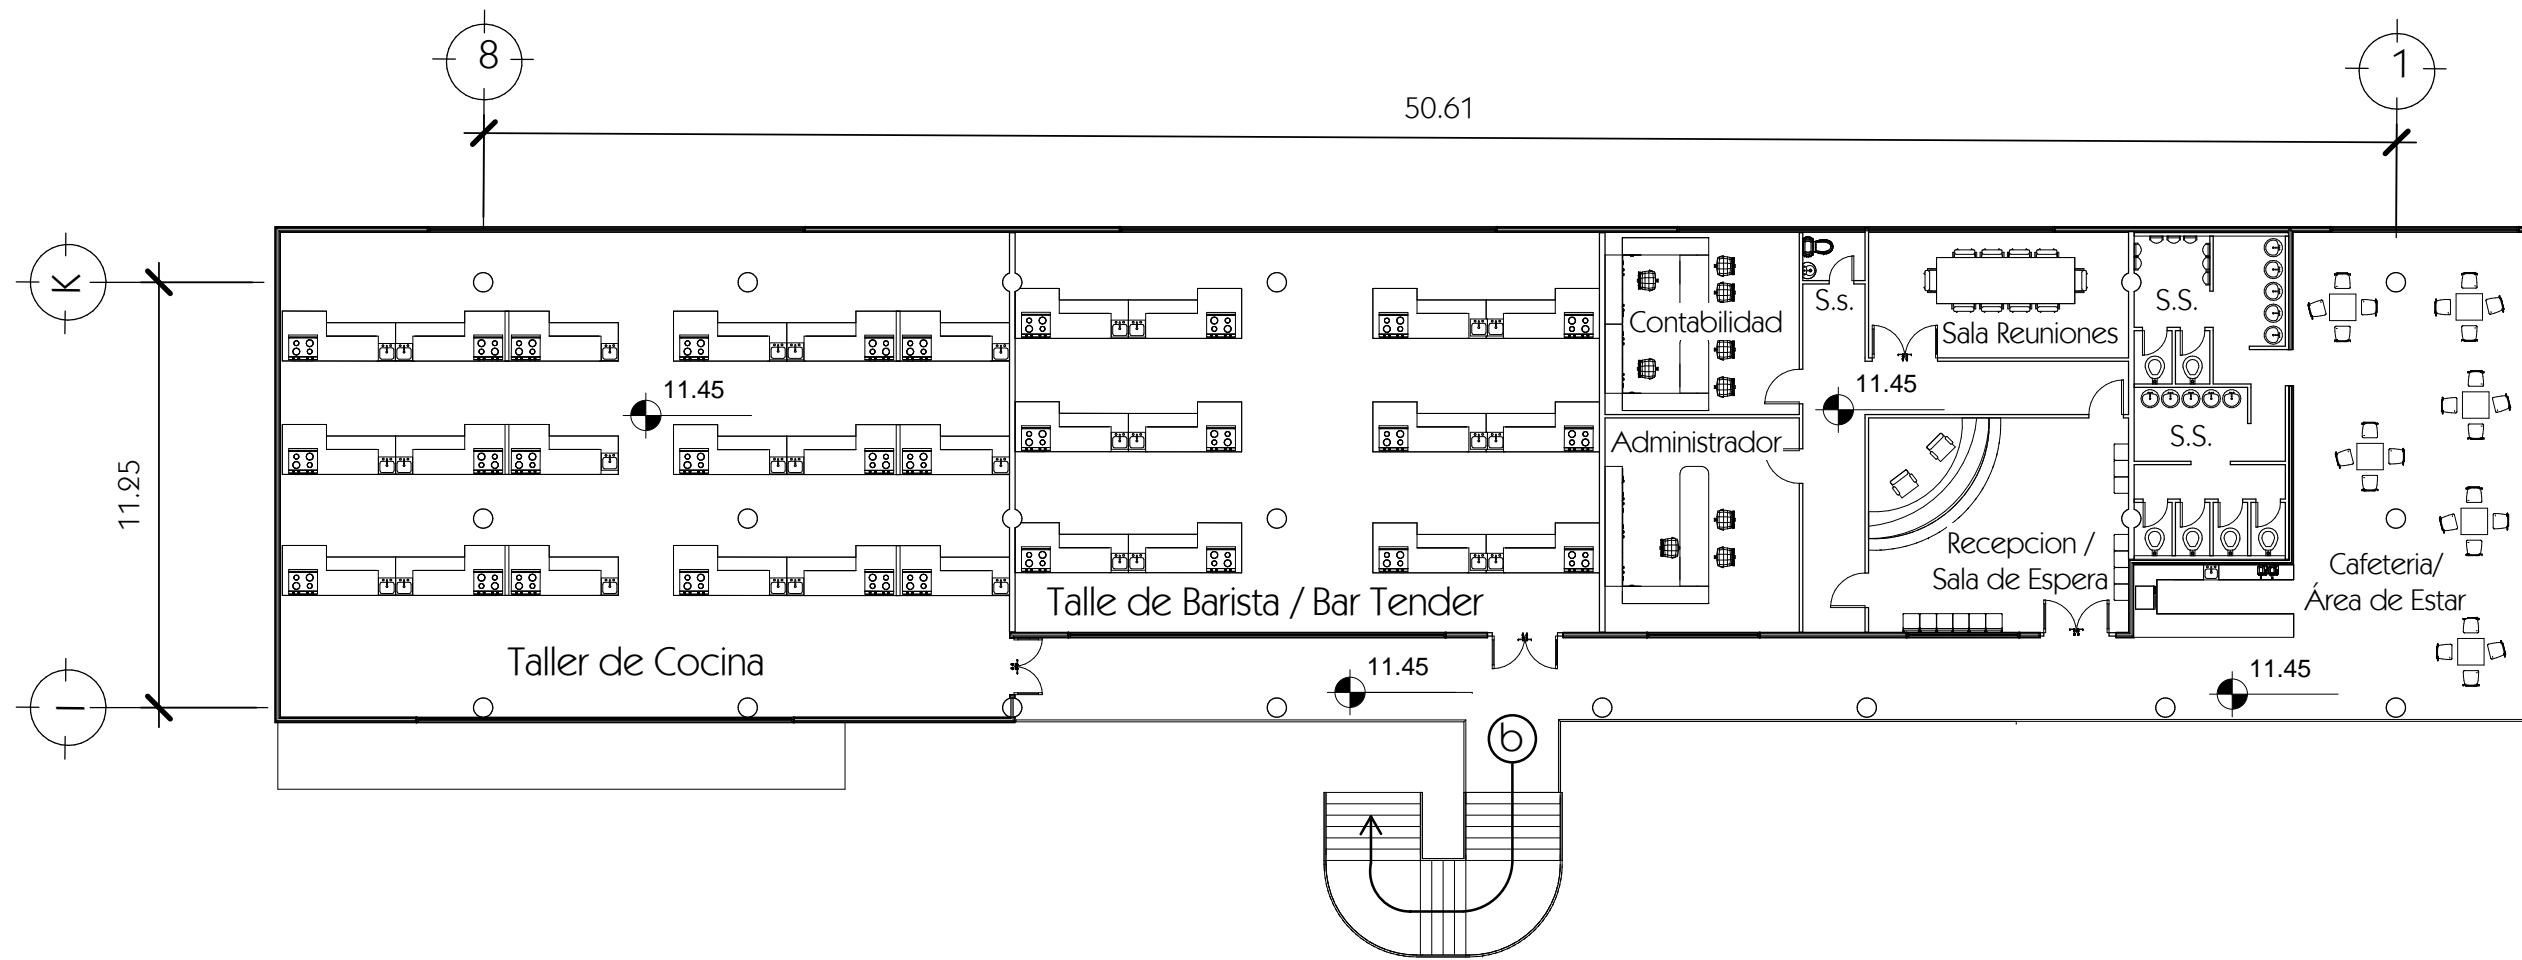 8
1
50.61
K
11.25
I
S.s.
Sala Reuniones
S.S.
Contabilidad
11.45
11.45
Administrador
S.S.
Recepcion /
Sala de Espera
Cafeteria/
Área de Estar
Talle de Barista / Bar Tender
Taller de Cocina
11.45
11.45
b